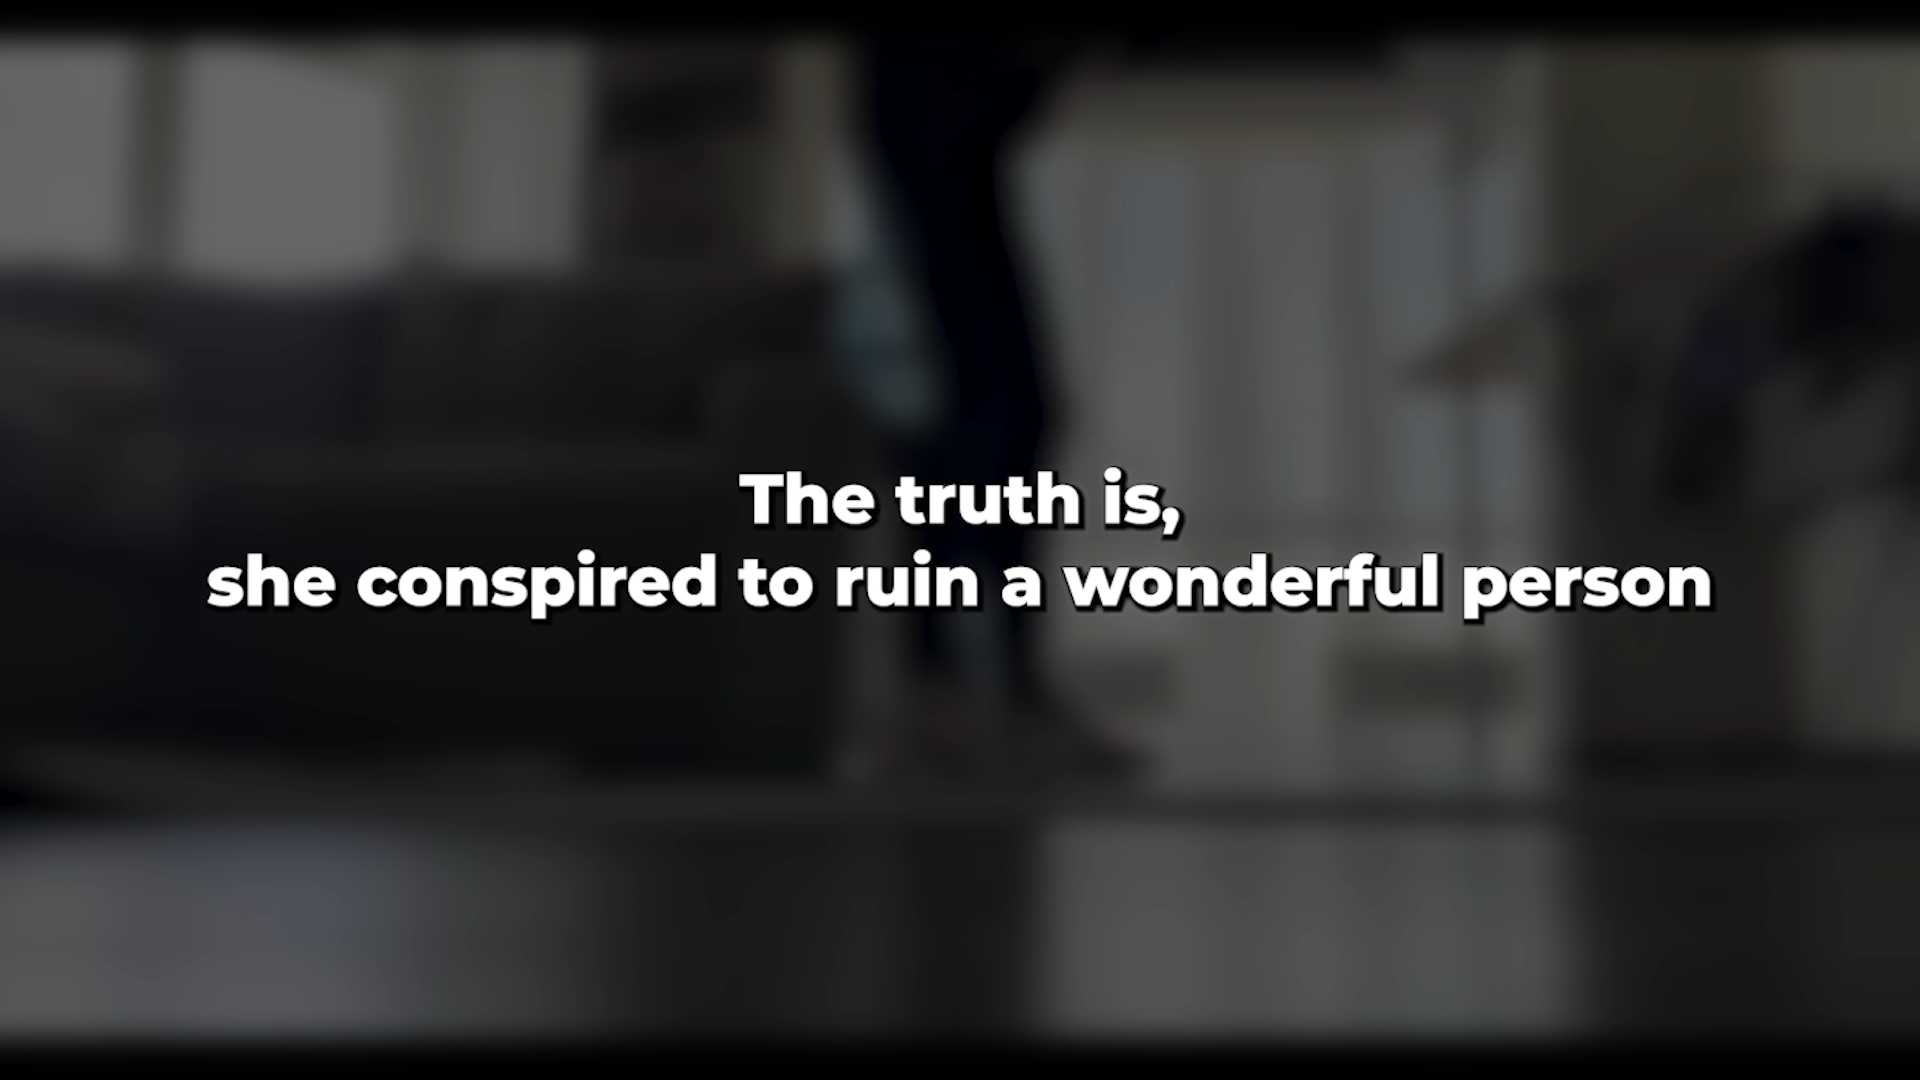 The truth is,
she conspired to ruin a wonderful person